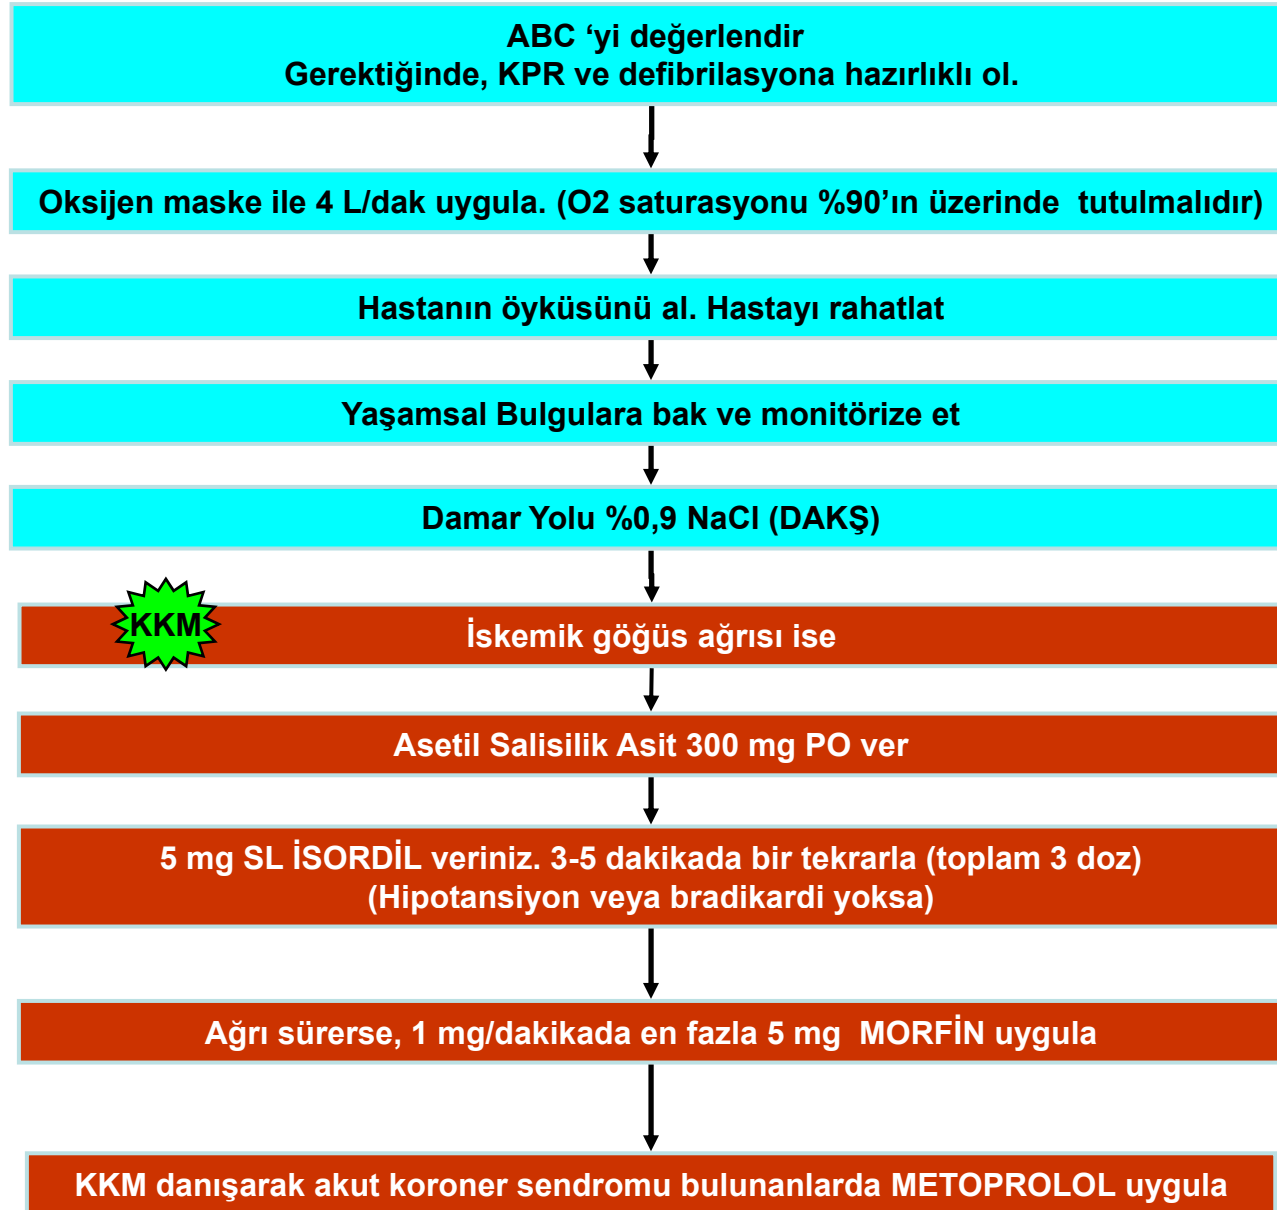 ABC ‘yi değerlendir
Gerektiğinde, KPR ve defibrilasyona hazırlıklı ol.
Oksijen maske ile 4 L/dak uygula. (O2 saturasyonu %90’ın üzerinde tutulmalıdır)
Hastanın öyküsünü al. Hastayı rahatlat
Yaşamsal Bulgulara bak ve monitörize et
Damar Yolu %0,9 NaCl (DAKŞ)
KKM
İskemik göğüs ağrısı ise
Asetil Salisilik Asit 300 mg PO ver
5 mg SL İSORDİL veriniz. 3-5 dakikada bir tekrarla (toplam 3 doz)
(Hipotansiyon veya bradikardi yoksa)
Ağrı sürerse, 1 mg/dakikada en fazla 5 mg MORFİN uygula
KKM danışarak akut koroner sendromu bulunanlarda METOPROLOL uygula